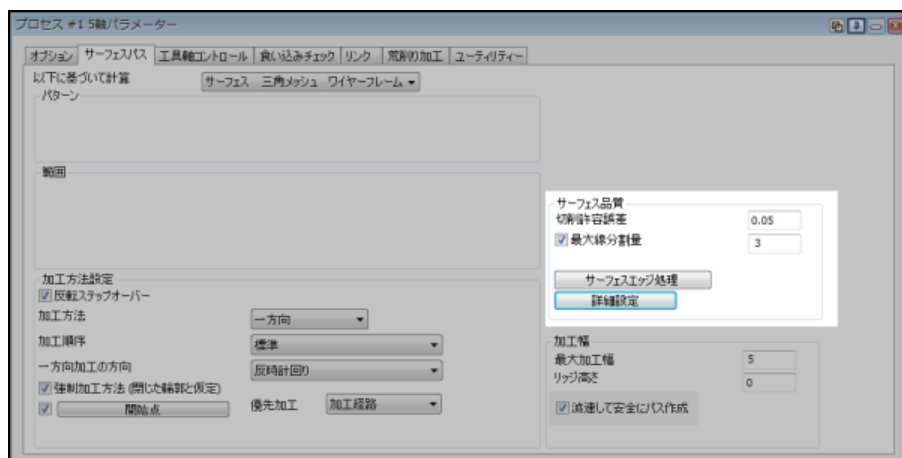 プロセス #1 5軸パラメーター
オプション サーフェスパス 工具軸コントロール 食い込みチェック リンク 荒削り加工 ユーティリティー
以下に基づいて計算 サーフェス 三角メッシュ ワイヤーフレーム
パターン
範囲
サーフェス品質
切削許容誤差 0.05
最大線分割量 3
サーフェスエッジ処理
詳細設定
加工方法設定
反転ステップオーバー
加工方法 一方向
加工順序 標準
一方向加工の方向 反時計回り
強制加工方法 (閉じた輪郭と仮定)
開始点 優先加工 加工経路
加工幅
最大加工幅 5
リッジ高さ 0
減速して安全にパス作成